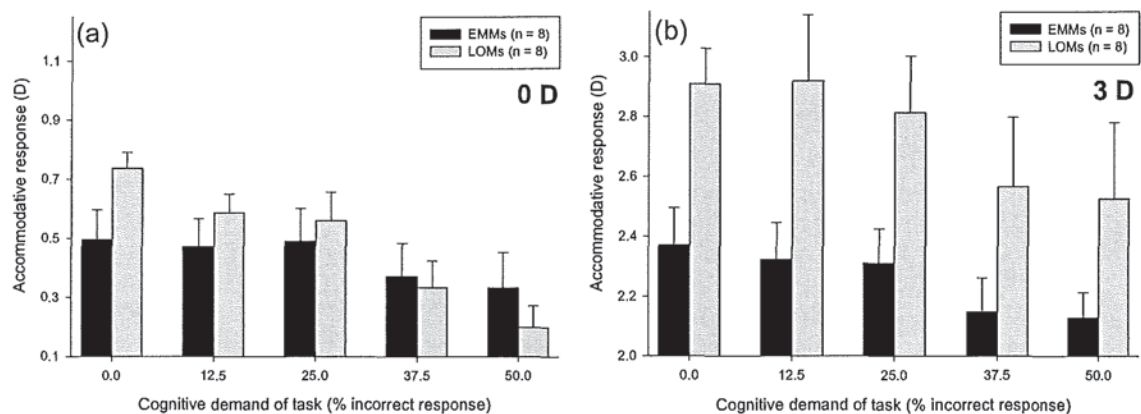 (a)
EMMs (n = 8)
LOMs (n = 8)
0 D
Accommodative response (D)
1.1
0.9
0.7
0.5
0.3
0.1
0.0 12.5 25.0 37.5 50.0
Cognitive demand of task (% incorrect response)
(b)
EMMs (n = 8)
LOMs (n = 8)
3 D
Accommodative response (D)
3.0
2.8
2.6
2.4
2.2
2.0
0.0 12.5 25.0 37.5 50.0
Cognitive demand of task (% incorrect response)